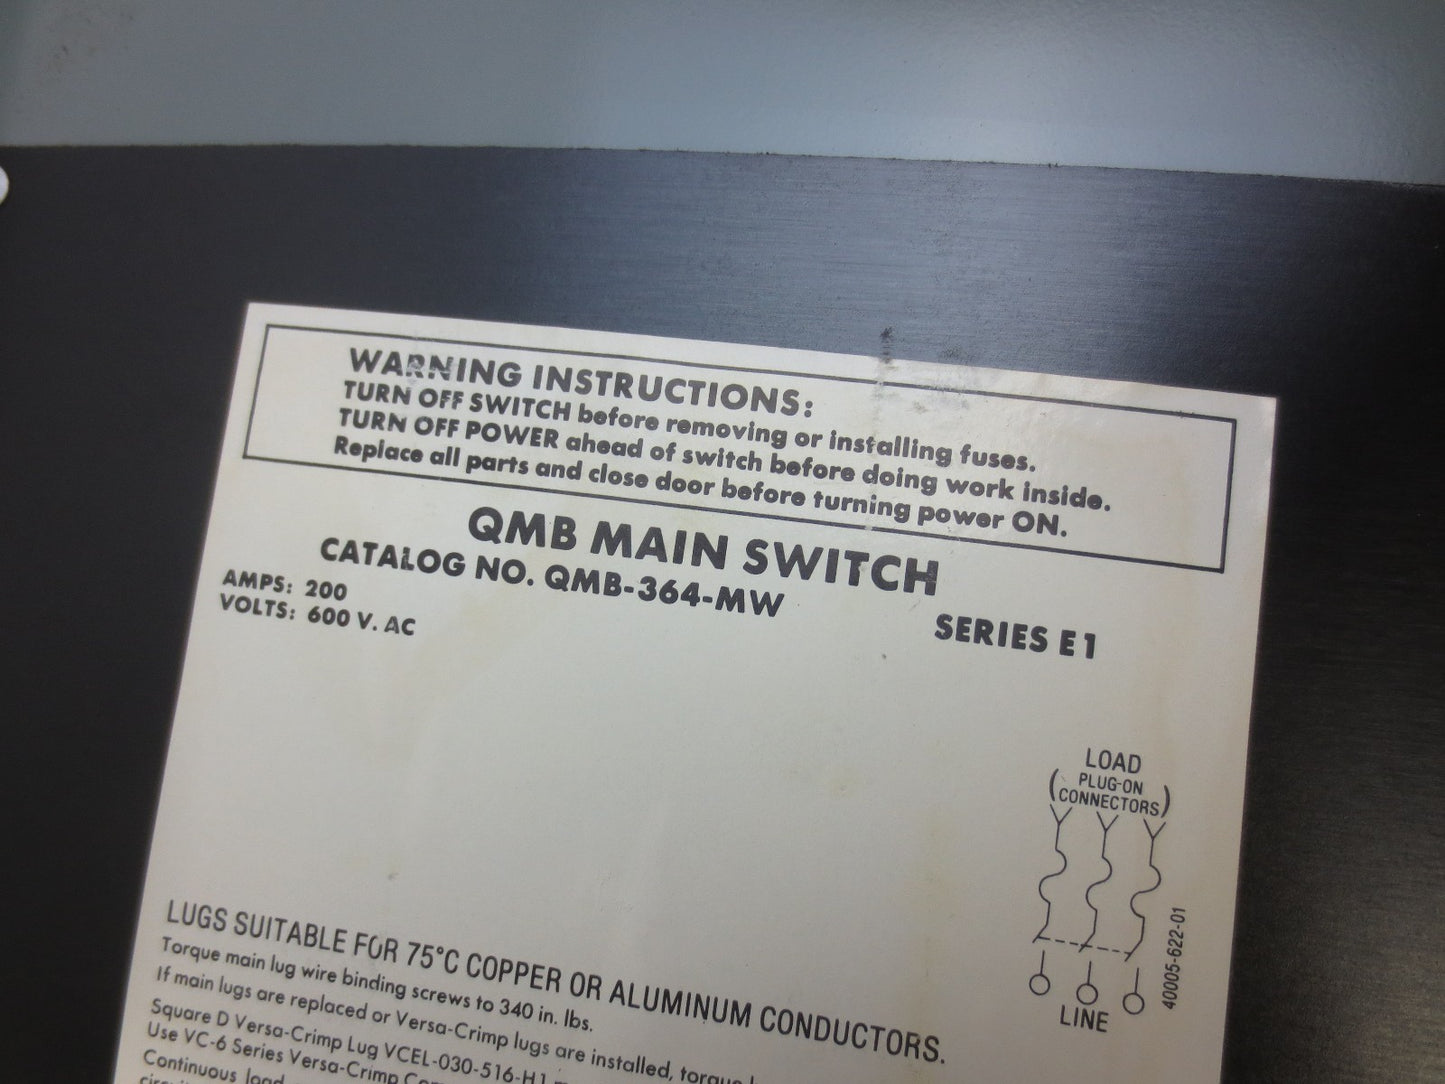 WARNING INSTRUCTIONS:
TURN OFF SWITCH before removing or installing fuses.
TURN OFF POWER ahead of switch before doing work inside.
Replace all parts and close door before turning power ON.
QMB MAIN SWITCH
CATALOG NO. QMB-364-MW
SERIES E1
AMPS: 200
VOLTS: 600 V. AC
LOAD
( PLUG-ON
CONNECTORS )
40005-622-01
LINE
LUGS SUITABLE FOR 75°C COPPER OR ALUMINUM CONDUCTORS.
Torque main lug wire binding screws to 340 in. lbs.
If main lugs are replaced or Versa-Crimp lugs are installed, torque
Square D Versa-Crimp Lug VCEL-030-516-H1
Use VC-6 Series Versa-Crimp
Continuous load